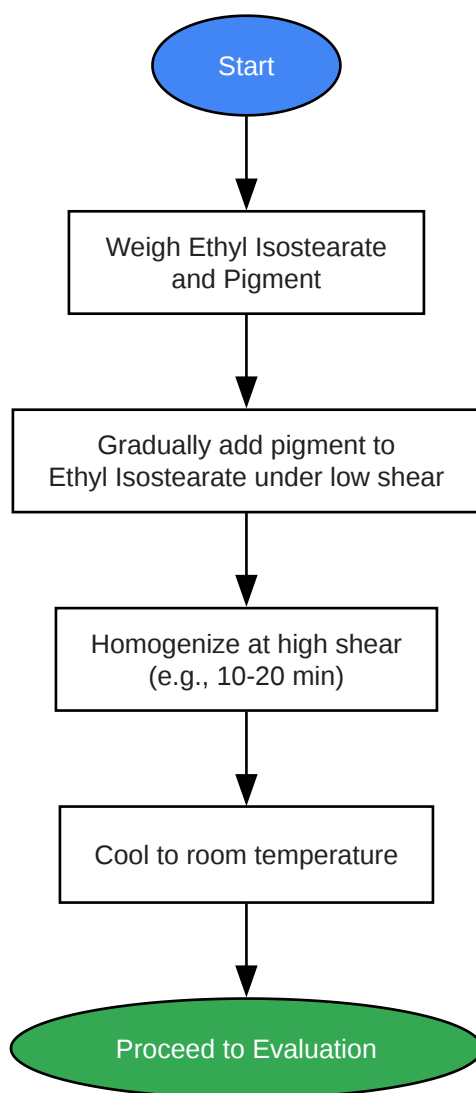 Start
Weigh Ethyl Isostearate
and Pigment
Gradually add pigment to
Ethyl Isostearate under low shear
Homogenize at high shear
(e.g., 10-20 min)
Cool to room temperature
Proceed to Evaluation